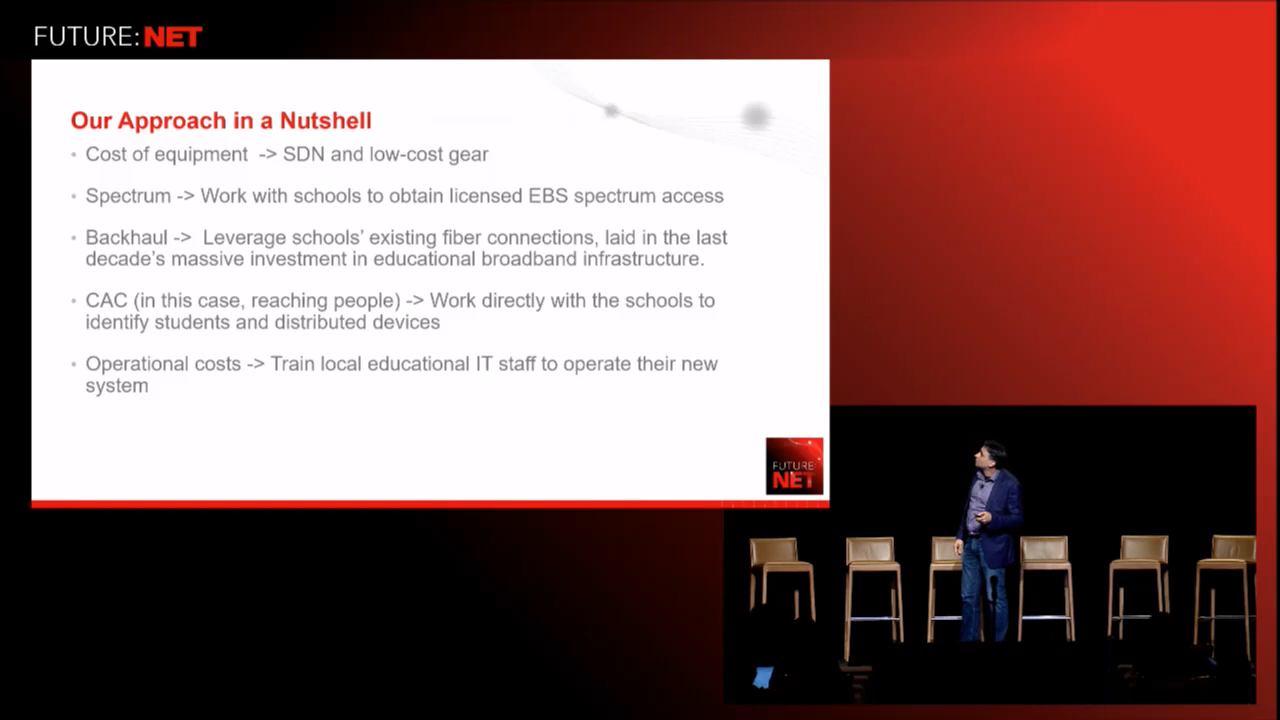 FUTURE:NET
Our Approach in a Nutshell
• Cost of equipment -> SDN and low-cost gear
• Spectrum -> Work with schools to obtain licensed EBS spectrum access
• Backhaul -> Leverage schools’ existing fiber connections, laid in the last
decade’s massive investment in educational broadband infrastructure.
• CAC (in this case, reaching people) -> Work directly with the schools to
identify students and distributed devices
• Operational costs -> Train local educational IT staff to operate their new
system
FUTURE:
NET